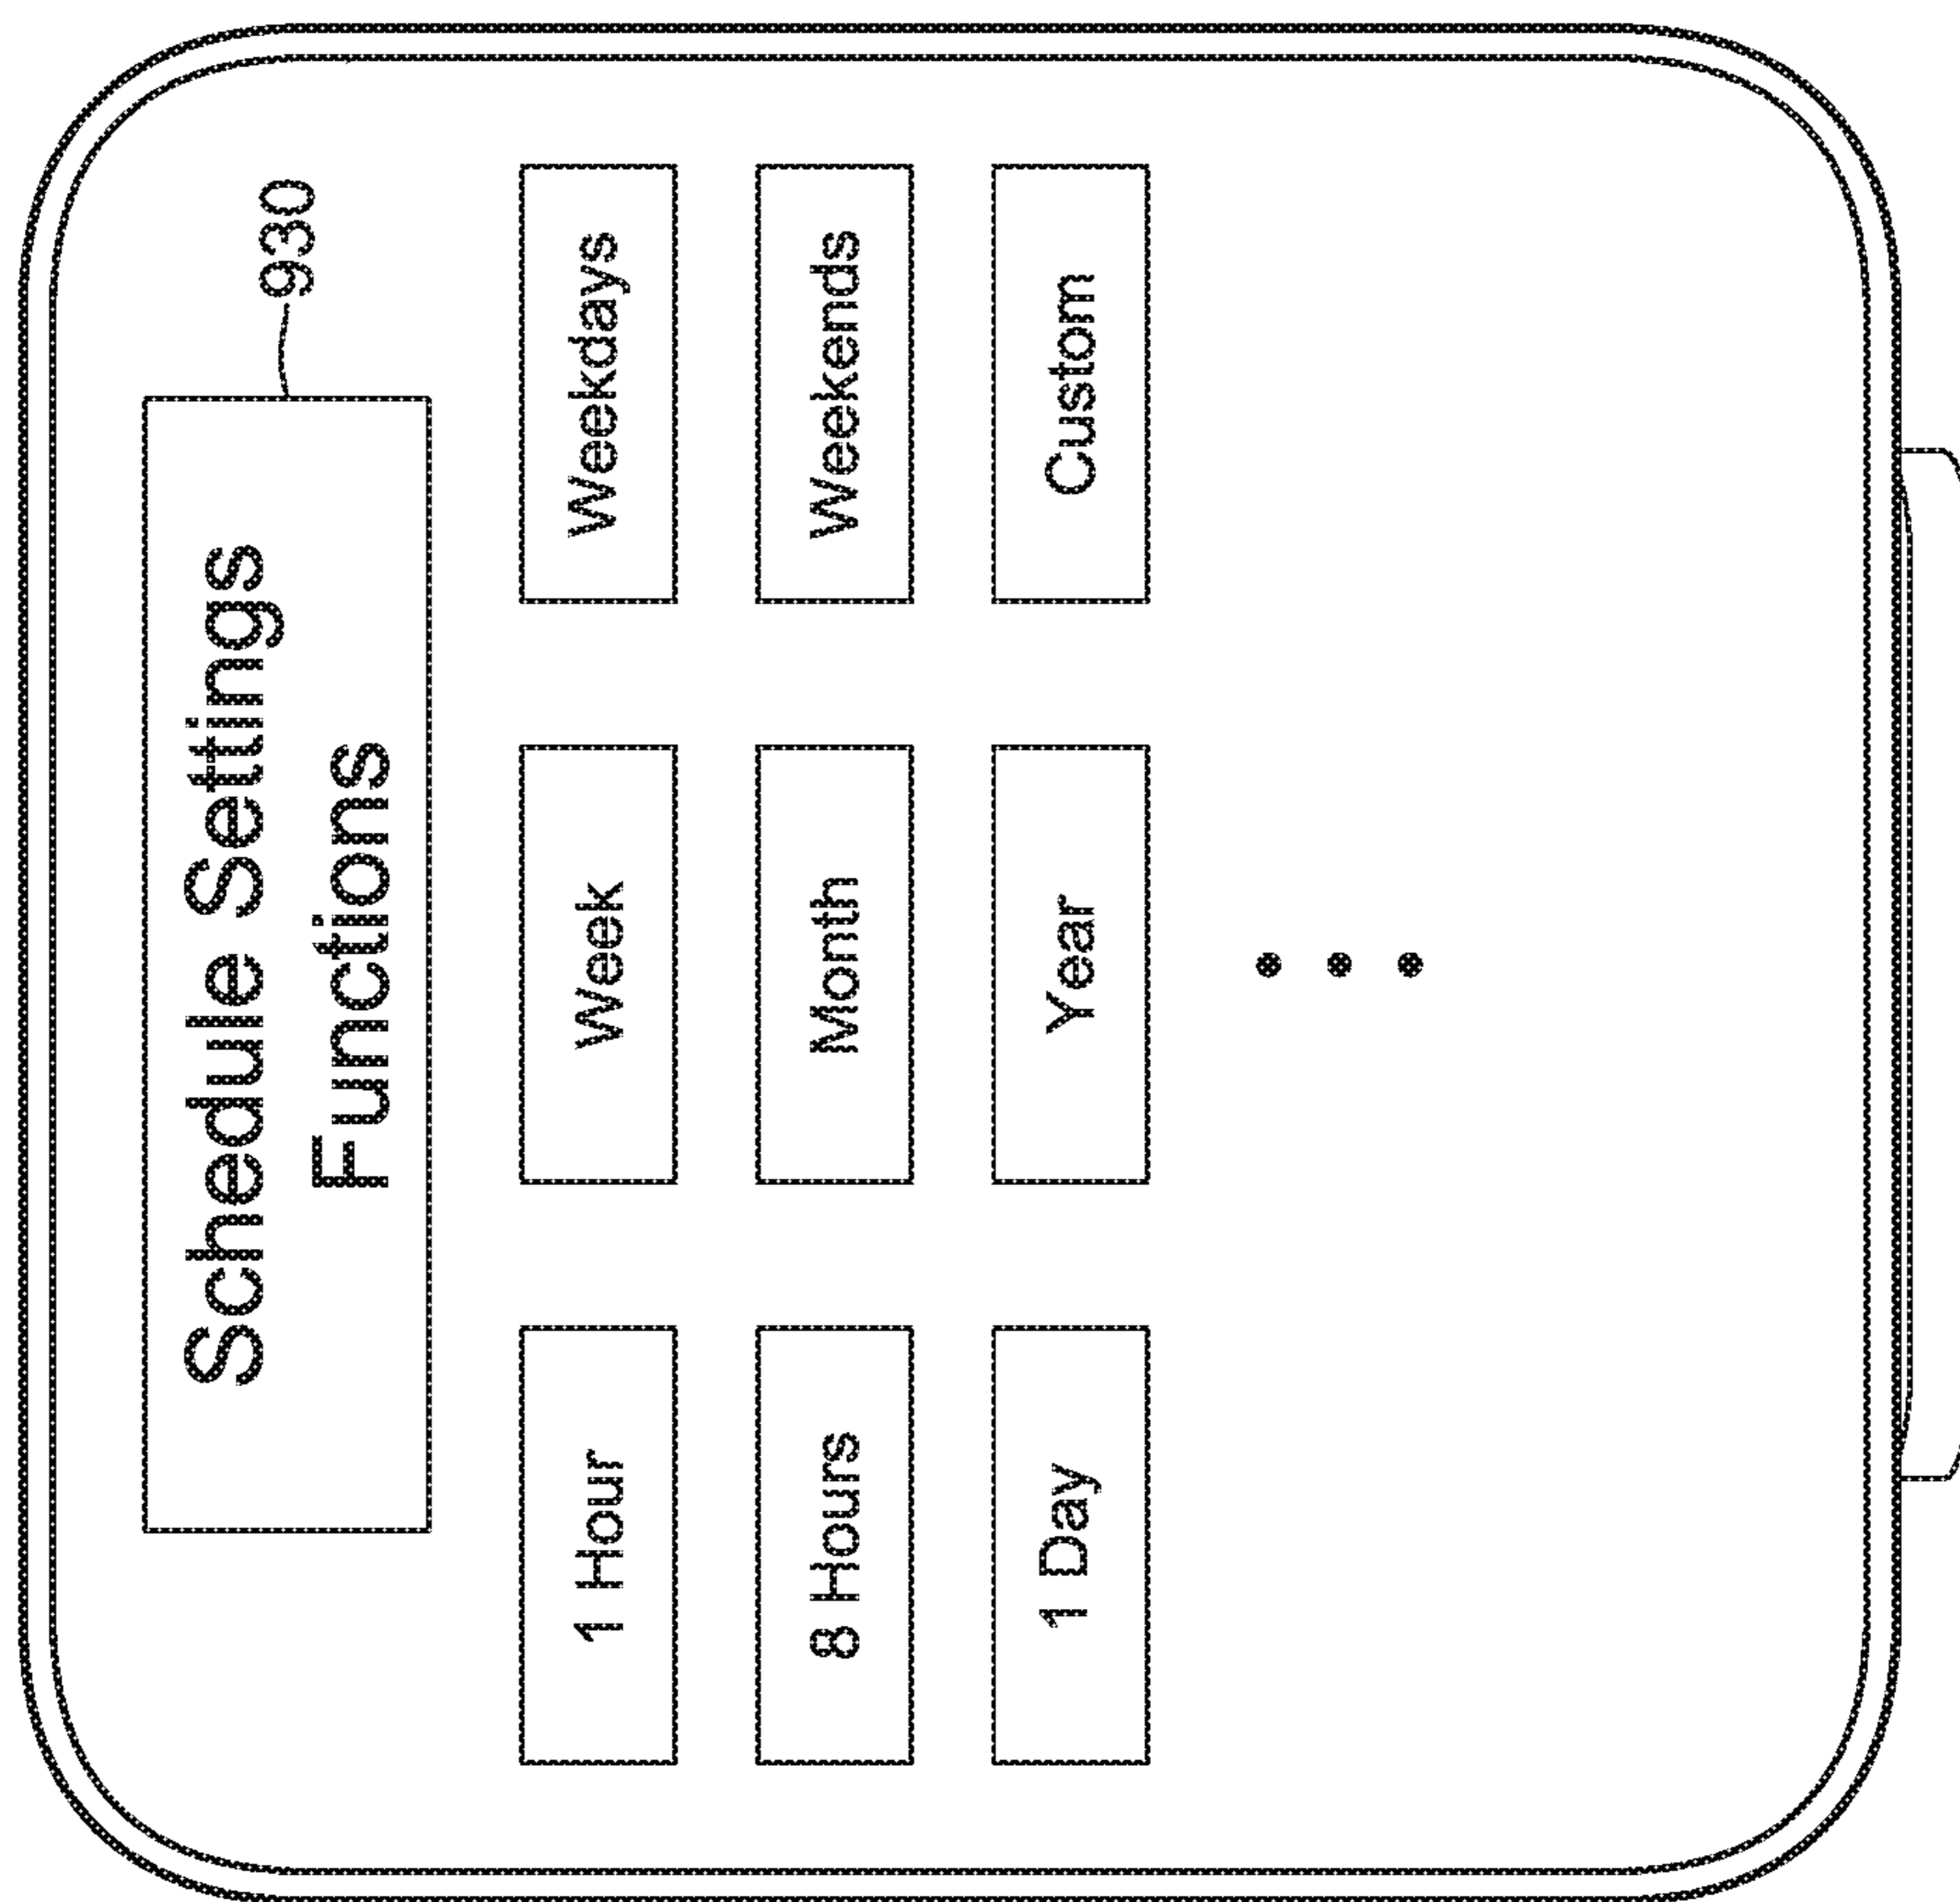 Schedule Settings
Functions
930
1 Hour
Week
Weekdays
8 Hours
Month
Weekends
1 Day
Year
Custom